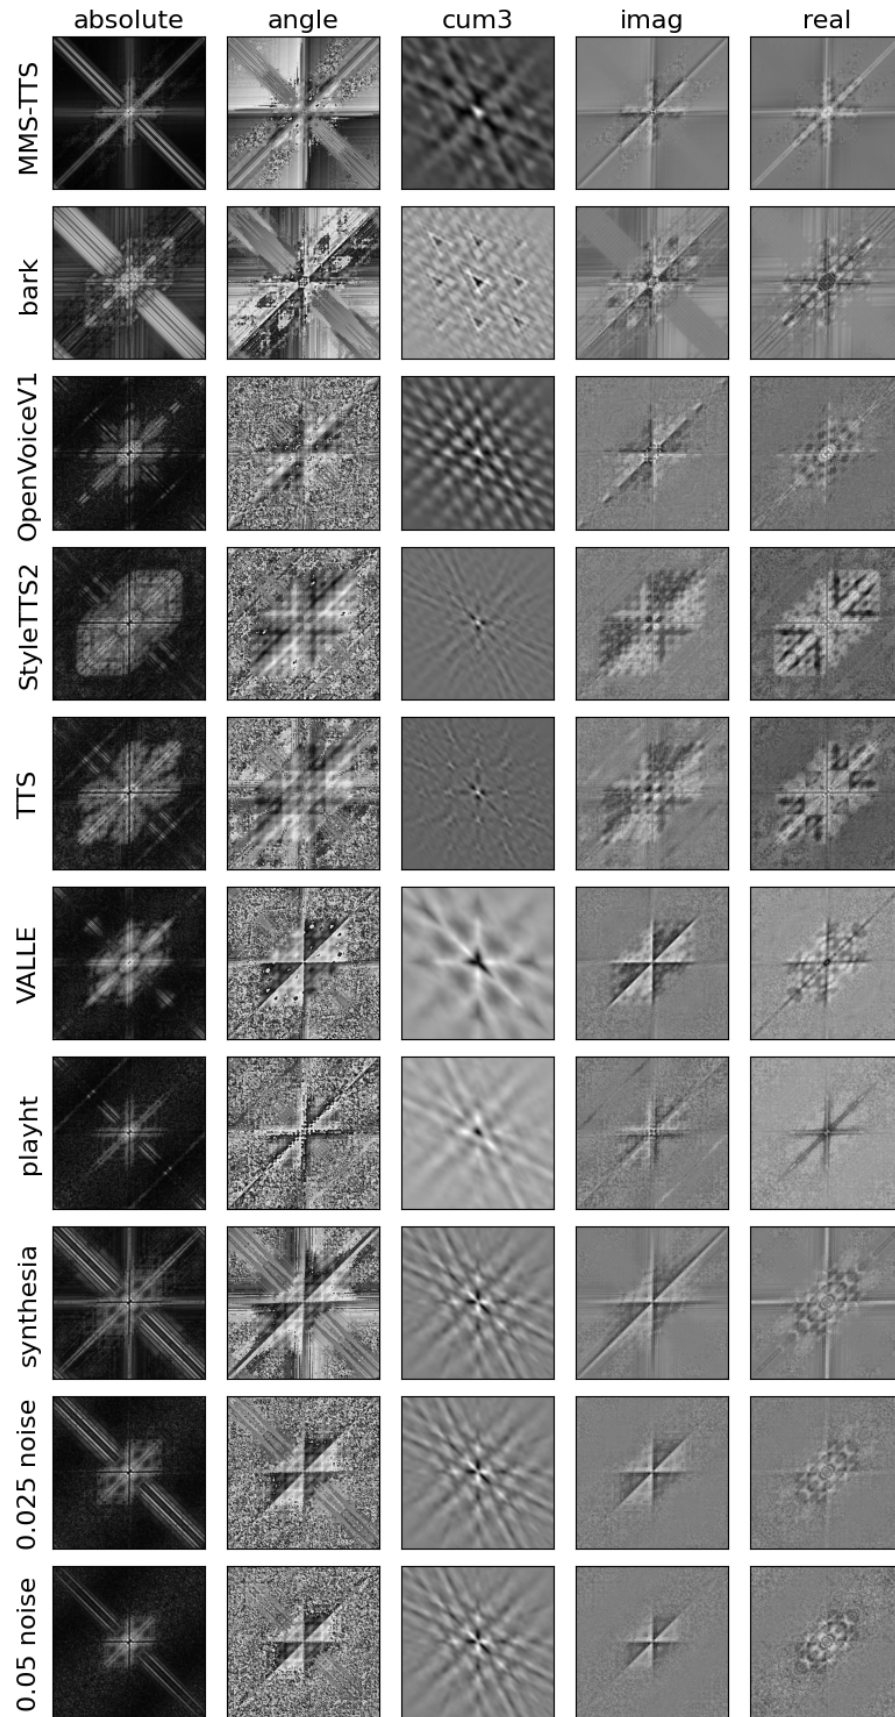 absolute angle cum3 imag real
MMS-TTS
bark
OpenVoiceV1
StyleTTS2
TTS
VALLE
playht
synthesia
0.025 noise
0.05 noise